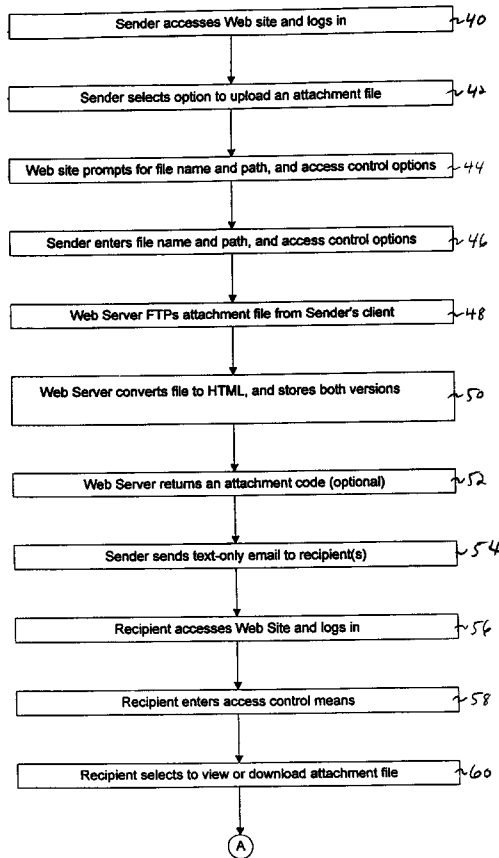 Sender accesses Web site and logs in 40
Sender selects option to upload an attachment file 42
Web site prompts for file name and path, and access control options 44
Sender enters file name and path, and access control options 46
Web Server FTPs attachment file from Sender's client 48
Web Server converts file to HTML, and stores both versions 50
Web Server returns an attachment code (optional) 52
Sender sends text-only email to recipient(s) 54
Recipient accesses Web Site and logs in 56
Recipient enters access control means 58
Recipient selects to view or download attachment file 60
A